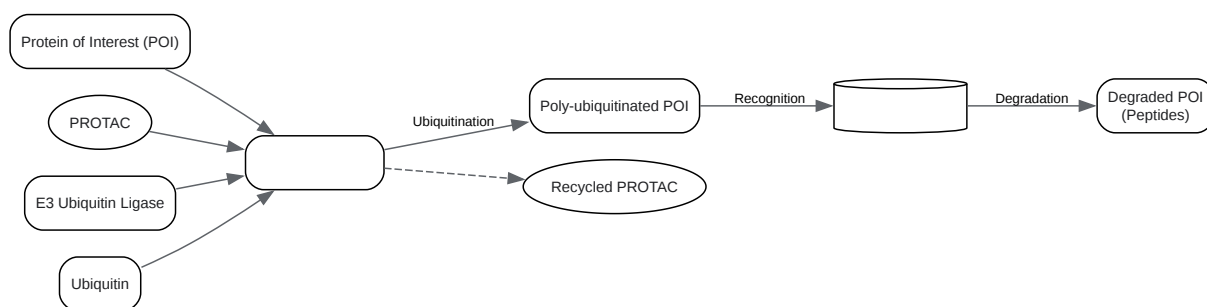 Protein of Interest (POI)
PROTAC
E3 Ubiquitin Ligase
Ubiquitin
Ubiquitination
Poly-ubiquitinated POI
Recycled PROTAC
Recognition
Degradation
Degraded POI
(Peptides)